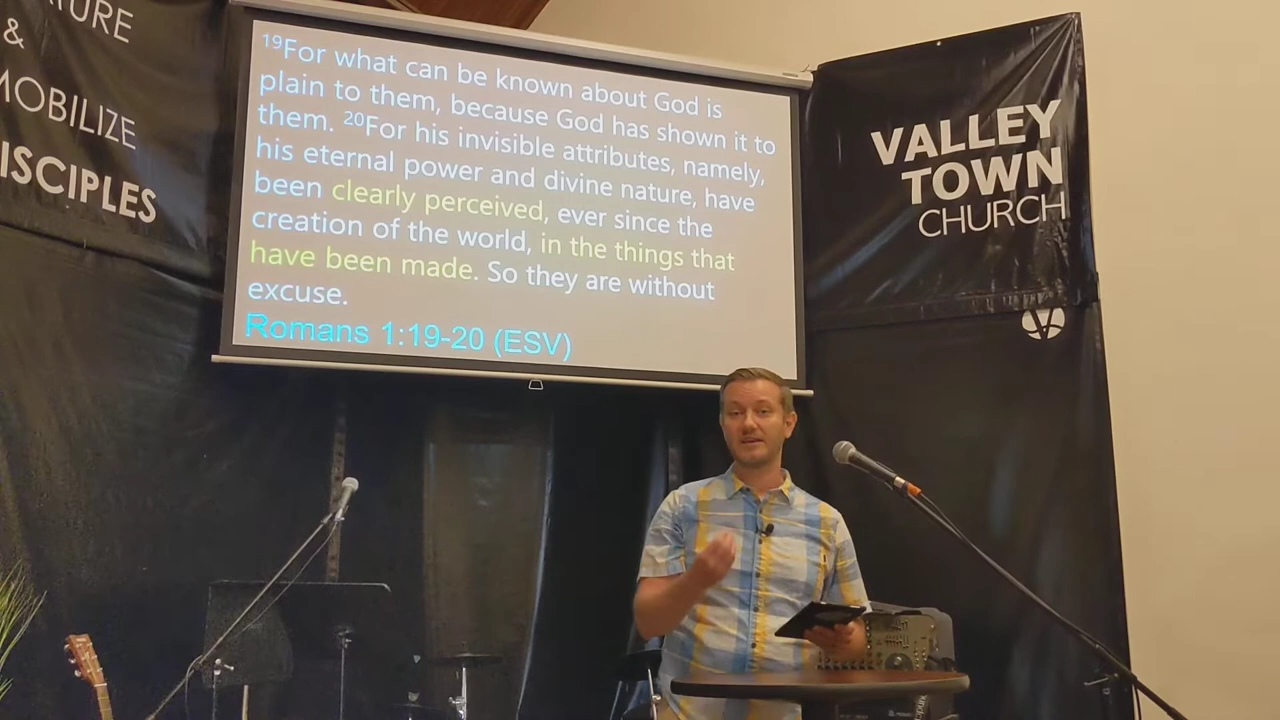 TURE
&
MOBILIZE
DISCIPLES
19For what can be known about God is
plain to them, because God has shown it to
them. 20For his invisible attributes, namely,
his eternal power and divine nature, have
been clearly perceived, ever since the
creation of the world, in the things that
have been made. So they are without
excuse.
Romans 1:19-20 (ESV)
VALLEY
TOWN
CHURCH